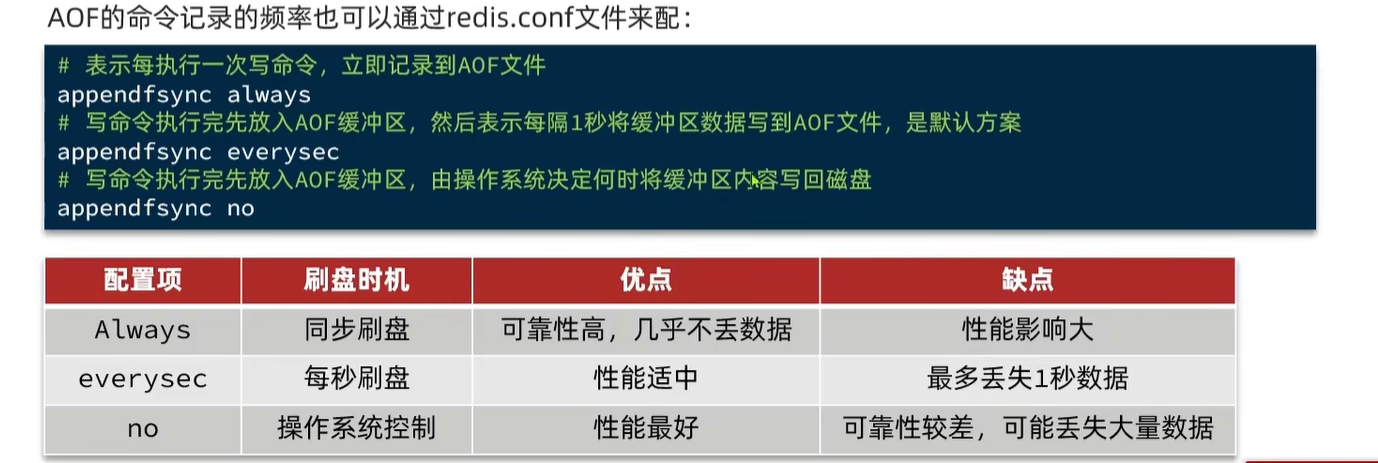 AOF的命令记录的频率也可以通过redis.conf文件来配：
# 表示每执行一次写命令，立即记录到AOF文件
appendfsync always
# 写命令执行完先放入AOF缓冲区，然后表示每隔1秒将缓冲区数据写到AOF文件，是默认方案
appendfsync everysec
# 写命令执行完先放入AOF缓冲区，由操作系统决定何时将缓冲区内容写回磁盘
appendfsync no
配置项 刷盘时机 优点 缺点
Always 同步刷盘 可靠性高，几乎不丢数据 性能影响大
everysec 每秒刷盘 性能适中 最多丢失1秒数据
no 操作系统控制 性能最好 可靠性较差，可能丢失大量数据